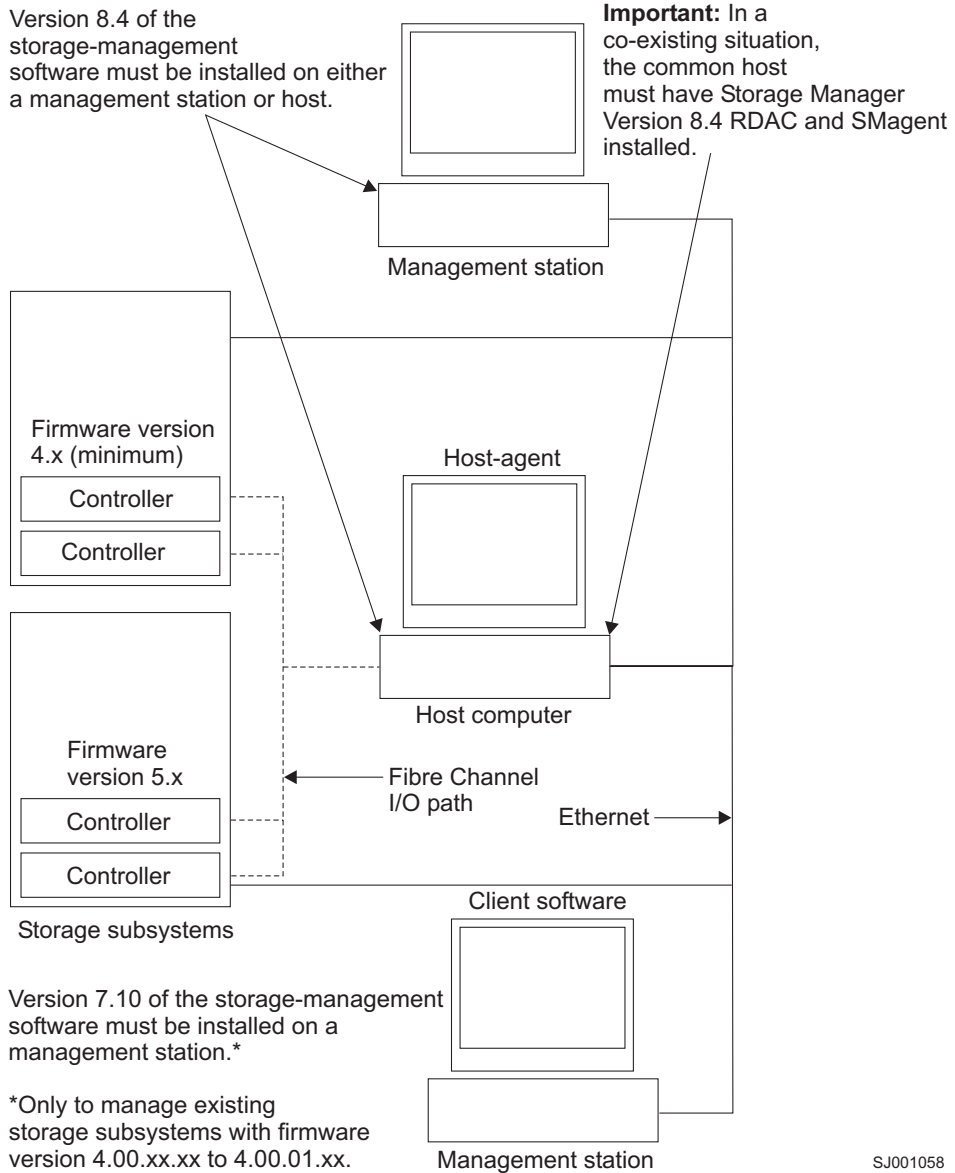 Version 8.4 of the
storage-management
software must be installed on either
a management station or host.
Important: In a
co-existing situation,
the common host
must have Storage Manager
Version 8.4 RDAC and SMagent
installed.
Management station
Firmware version
4.x (minimum)
Controller
Controller
Host-agent
Host computer
Firmware
version 5.x
Controller
Controller
Fibre Channel
I/O path
Ethernet
Storage subsystems
Client software
Version 7.10 of the storage-management
software must be installed on a
management station.*
*Only to manage existing
storage subsystems with firmware
version 4.00.xx.xx to 4.00.01.xx.
Management station
SJ001058